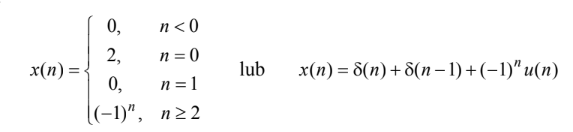 0, n < 0
2, n = 0
x(n) = { lub x(n) = δ(n) + δ(n − 1) + (−1)ⁿ u(n)
0, n = 1
(−1)ⁿ, n ≥ 2